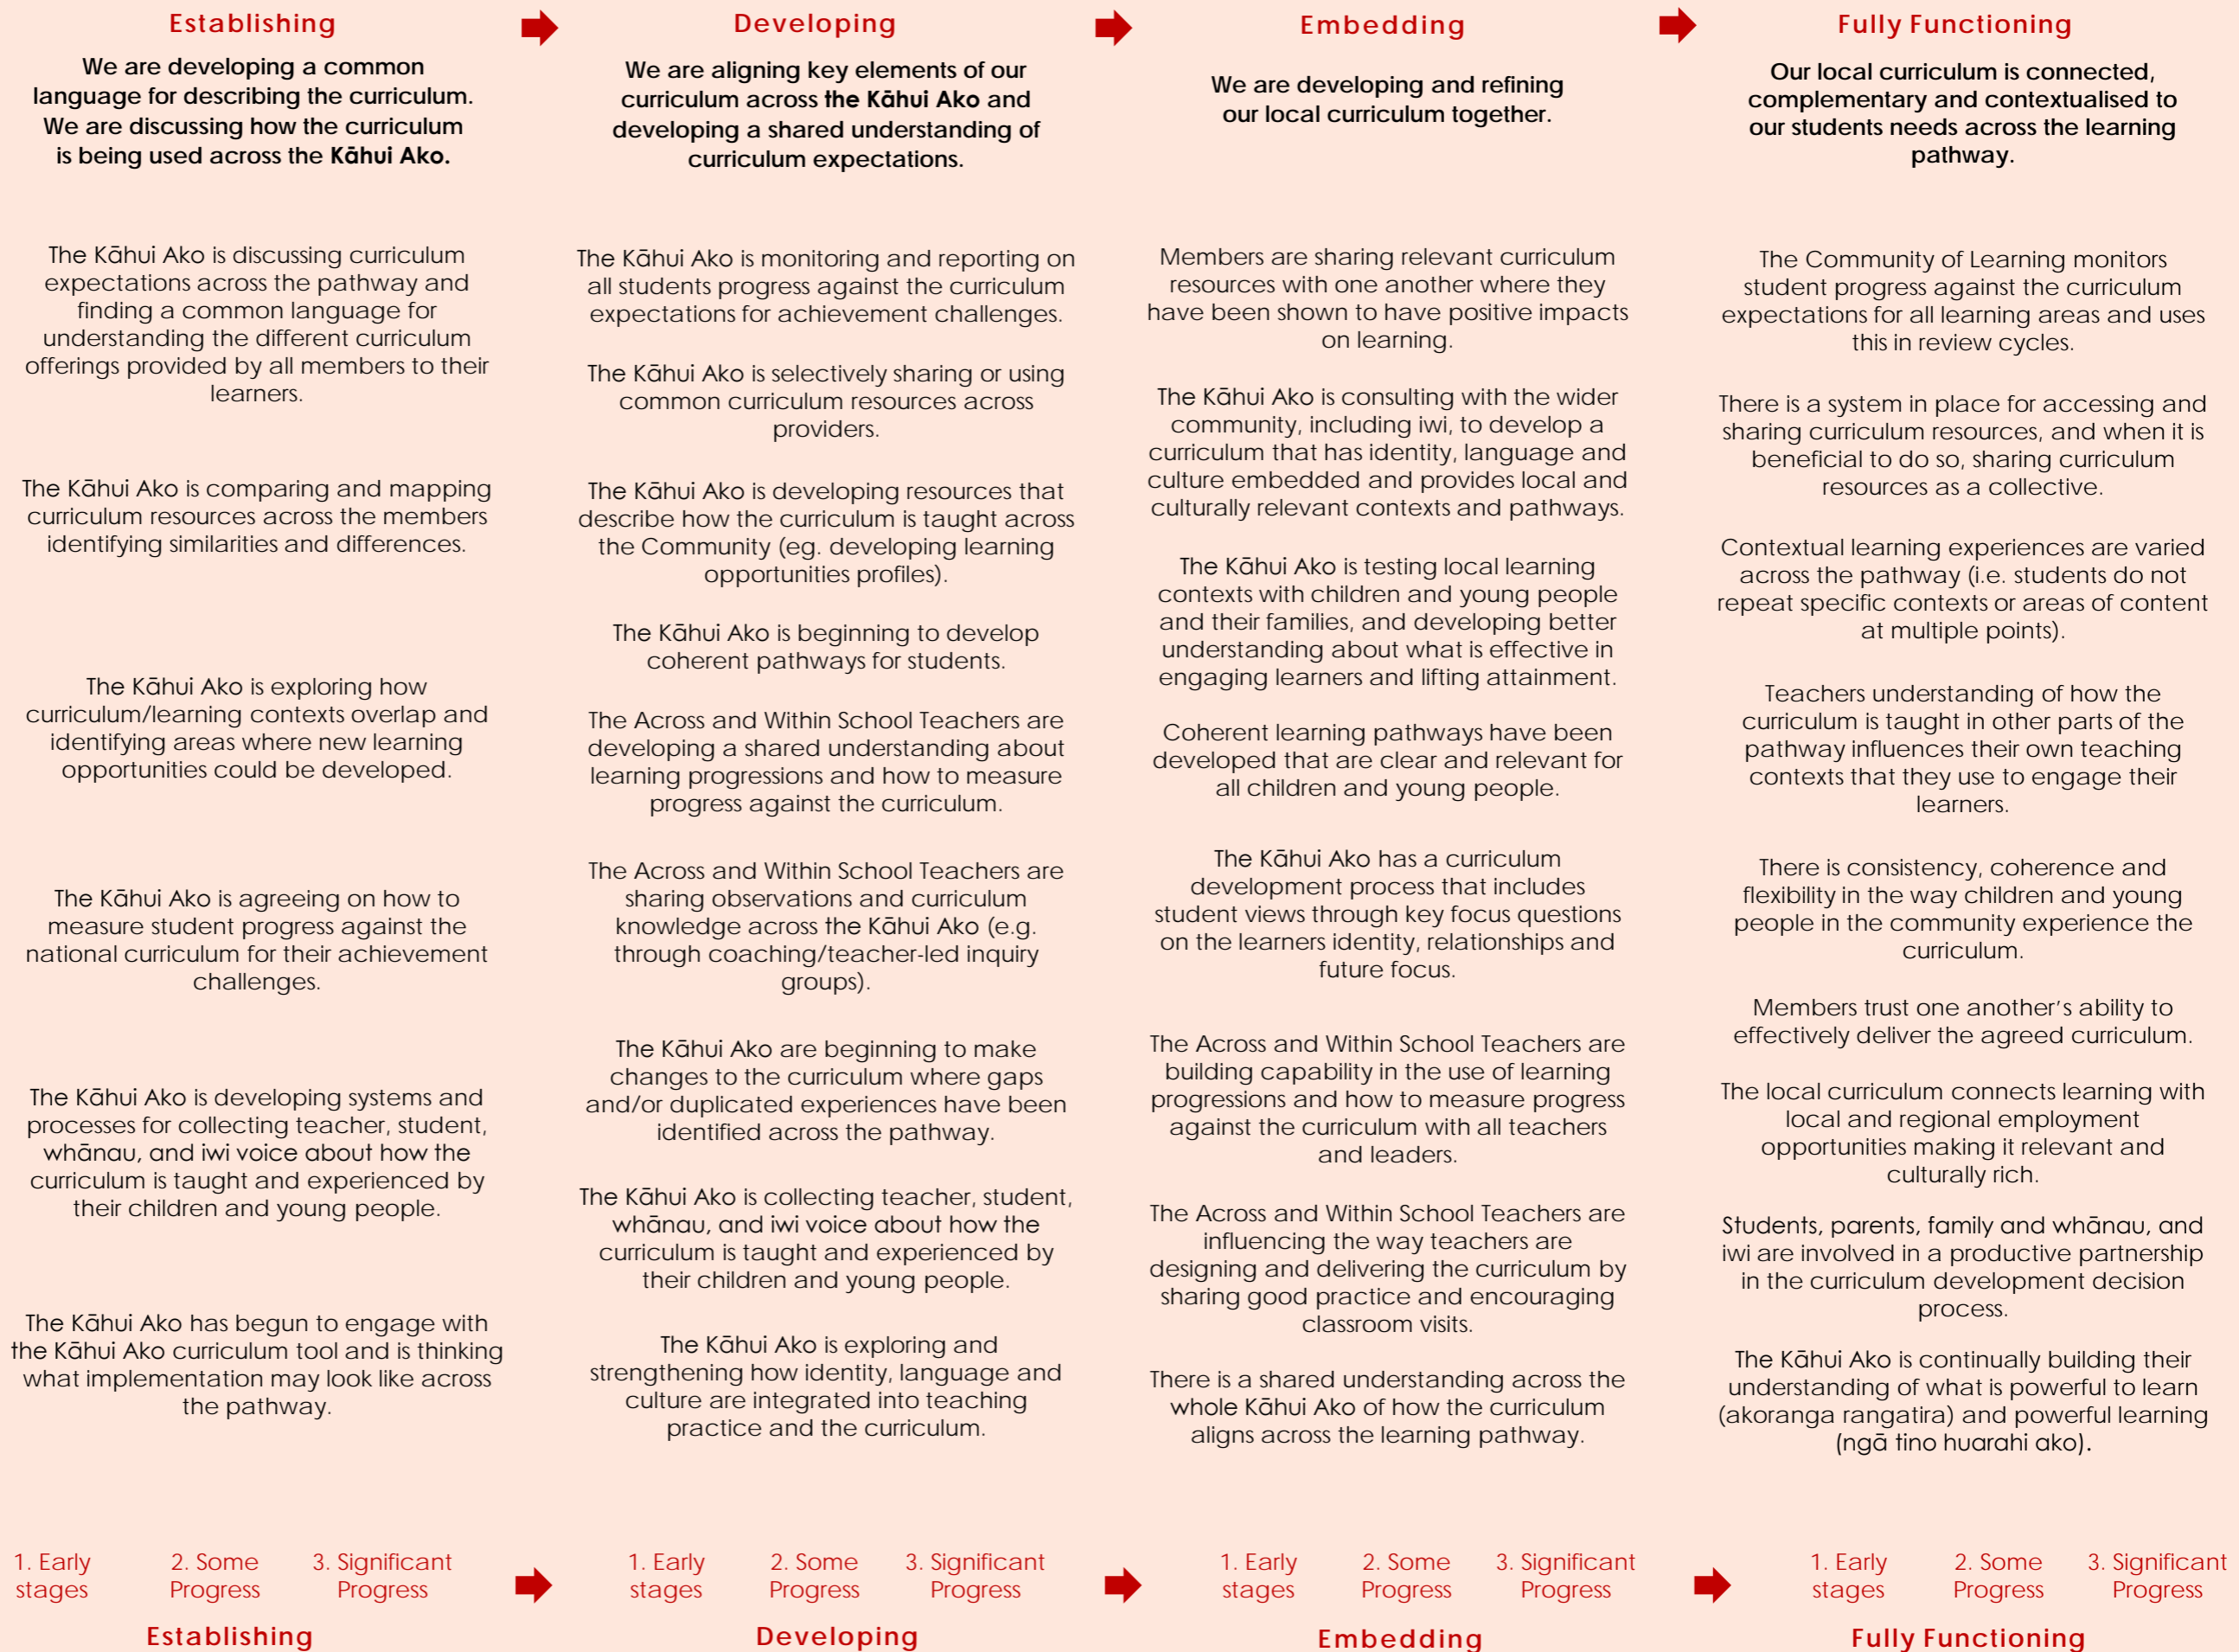 Establishing
We are developing a common
language for describing the curriculum.
We are discussing how the curriculum
is being used across the Kāhui Ako.
The Kāhui Ako is discussing curriculum
expectations across the pathway and
finding a common language for
understanding the different curriculum
offerings provided by all members to their
learners.
The Kāhui Ako is comparing and mapping
curriculum resources across the members
identifying similarities and differences.
The Kāhui Ako is exploring how
curriculum/learning contexts overlap and
identifying areas where new learning
opportunities could be developed.
The Kāhui Ako is agreeing on how to
measure student progress against the
national curriculum for their achievement
challenges.
The Kāhui Ako is developing systems and
processes for collecting teacher, student,
whānau, and iwi voice about how the
curriculum is taught and experienced by
their children and young people.
The Kāhui Ako has begun to engage with
the Kāhui Ako curriculum tool and is thinking
what implementation may look like across
the pathway.
1. Early
stages
2. Some
Progress
3. Significant
Progress
Establishing
Developing
We are aligning key elements of our
curriculum across the Kāhui Ako and
developing a shared understanding of
curriculum expectations.
The Kāhui Ako is monitoring and reporting on
all students progress against the curriculum
expectations for achievement challenges.
The Kāhui Ako is selectively sharing or using
common curriculum resources across
providers.
The Kāhui Ako is developing resources that
describe how the curriculum is taught across
the Community (eg. developing learning
opportunities profiles).
The Kāhui Ako is beginning to develop
coherent pathways for students.
The Across and Within School Teachers are
developing a shared understanding about
learning progressions and how to measure
progress against the curriculum.
The Across and Within School Teachers are
sharing observations and curriculum
knowledge across the Kāhui Ako (e.g.
through coaching/teacher-led inquiry
groups).
The Kāhui Ako are beginning to make
changes to the curriculum where gaps
and/or duplicated experiences have been
identified across the pathway.
The Kāhui Ako is collecting teacher, student,
whānau, and iwi voice about how the
curriculum is taught and experienced by
their children and young people.
The Kāhui Ako is exploring and
strengthening how identity, language and
culture are integrated into teaching
practice and the curriculum.
1. Early
stages
2. Some
Progress
3. Significant
Progress
Developing
Embedding
We are developing and refining
our local curriculum together.
Members are sharing relevant curriculum
resources with one another where they
have been shown to have positive impacts
on learning.
The Kāhui Ako is consulting with the wider
community, including iwi, to develop a
curriculum that has identity, language and
culture embedded and provides local and
culturally relevant contexts and pathways.
The Kāhui Ako is testing local learning
contexts with children and young people
and their families, and developing better
understanding about what is effective in
engaging learners and lifting attainment.
Coherent learning pathways have been
developed that are clear and relevant for
all children and young people.
The Kāhui Ako has a curriculum
development process that includes
student views through key focus questions
on the learners identity, relationships and
future focus.
The Across and Within School Teachers are
building capability in the use of learning
progressions and how to measure progress
against the curriculum with all teachers
and leaders.
The Across and Within School Teachers are
influencing the way teachers are
designing and delivering the curriculum by
sharing good practice and encouraging
classroom visits.
There is a shared understanding across the
whole Kāhui Ako of how the curriculum
aligns across the learning pathway.
1. Early
stages
2. Some
Progress
3. Significant
Progress
Embedding
Fully Functioning
Our local curriculum is connected,
complementary and contextualised to
our students needs across the learning
pathway.
The Community of Learning monitors
student progress against the curriculum
expectations for all learning areas and uses
this in review cycles.
There is a system in place for accessing and
sharing curriculum resources, and when it is
beneficial to do so, sharing curriculum
resources as a collective.
Contextual learning experiences are varied
across the pathway (i.e. students do not
repeat specific contexts or areas of content
at multiple points).
Teachers understanding of how the
curriculum is taught in other parts of the
pathway influences their own teaching
contexts that they use to engage their
learners.
There is consistency, coherence and
flexibility in the way children and young
people in the community experience the
curriculum.
Members trust one another’s ability to
effectively deliver the agreed curriculum.
The local curriculum connects learning with
local and regional employment
opportunities making it relevant and
culturally rich.
Students, parents, family and whānau, and
iwi are involved in a productive partnership
in the curriculum development decision
process.
The Kāhui Ako is continually building their
understanding of what is powerful to learn
(akoranga rangatira) and powerful learning
(ngā tino huarahi ako).
1. Early
stages
2. Some
Progress
3. Significant
Progress
Fully Functioning